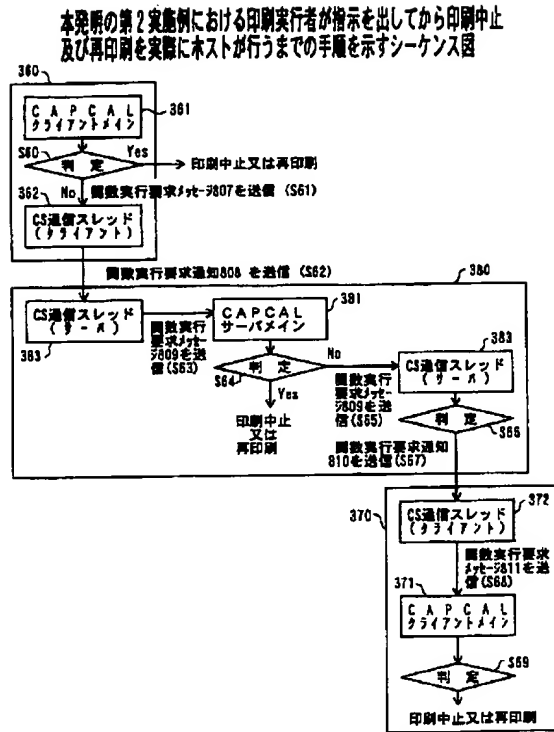 本発明の第2実施例における印刷実行者が指示を出してから印刷中止
及び再印刷を実際にホストが行うまでの手順を示すシーケンス図
360
CAPCAL
クライアントメイン
361
S60
判定
Yes
印刷中止又は再印刷
362
No
関数実行要求メッセージ807を送信 (S61)
CS通信スレッド
(クライアント)
関数実行要求通知808 を送信 (S62)
380
CS通信スレッド
(サーバ)
383
関数実行
要求メッセー
ジ809を送
信(S63)
381
CAPCAL
サーバメイン
S64
判定
No
Yes
印刷中止
又は
再印刷
関数実行
要求メッセー
ジ809を送
信(S65)
383
CS通信スレッド
(サーバ)
判定
S66
関数実行要求通知
810を送信(S67)
370
372
CS通信スレッド
(クライアント)
関数実行要求
メッセージ811を送
信(S68)
371
CAPCAL
クライアントメイン
S69
判定
印刷中止又は再印刷